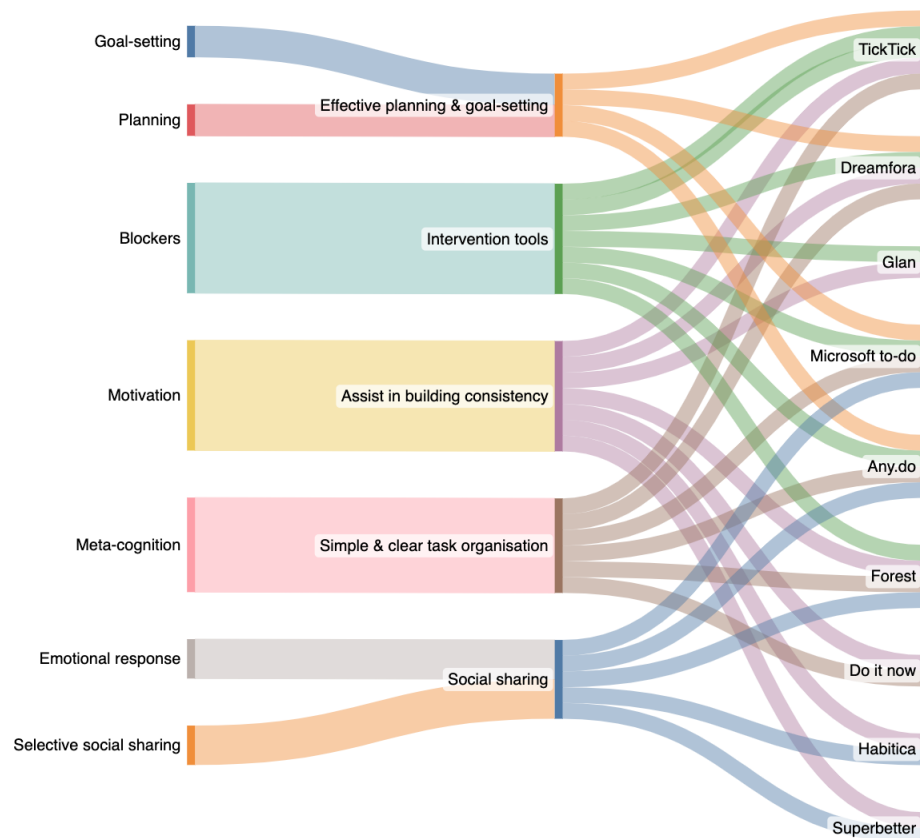 Goal-setting
Planning
Blockers
Motivation
Meta-cognition
Emotional response
Selective social sharing
Effective planning & goal-setting
Intervention tools
Assist in building consistency
Simple & clear task organisation
Social sharing
TickTick
Dreamfora
Glan
Microsoft to-do
Any.do
Forest
Do it now
Habitica
Superbetter